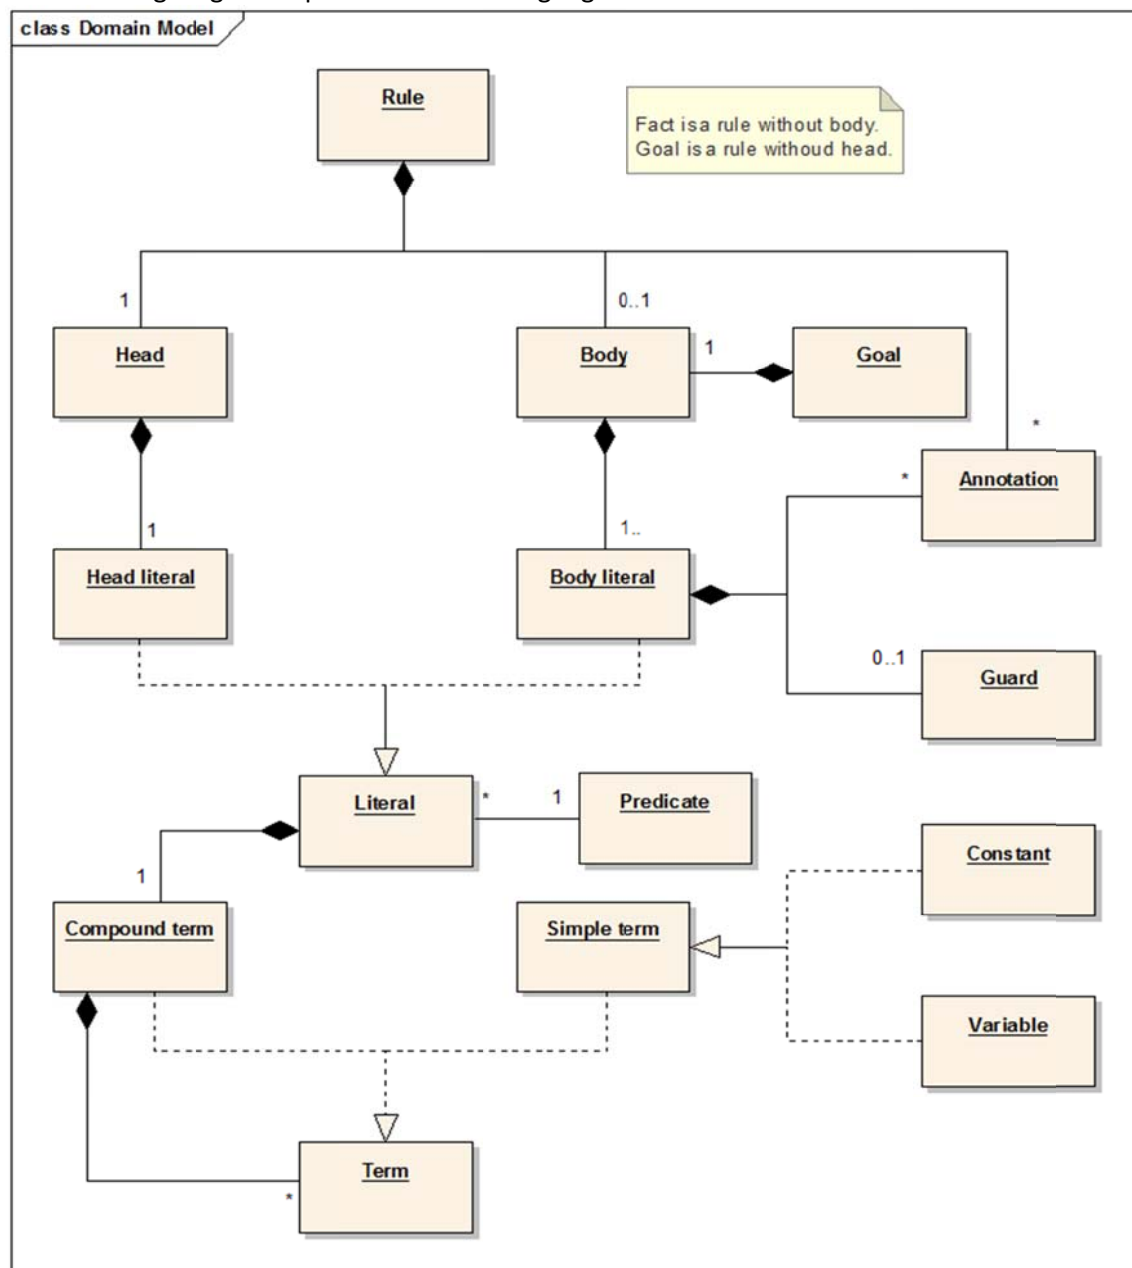 class Domain Model
Rule
Fact is a rule without body.
Goal is a rule withoud head.
1
0..1
Head
Body
1
Goal
*
*
Annotation
1
1..
Head literal
Body literal
0..1
Guard
Literal
*
1
Predicate
Constant
1
Compound term
Simple term
Variable
Term
*